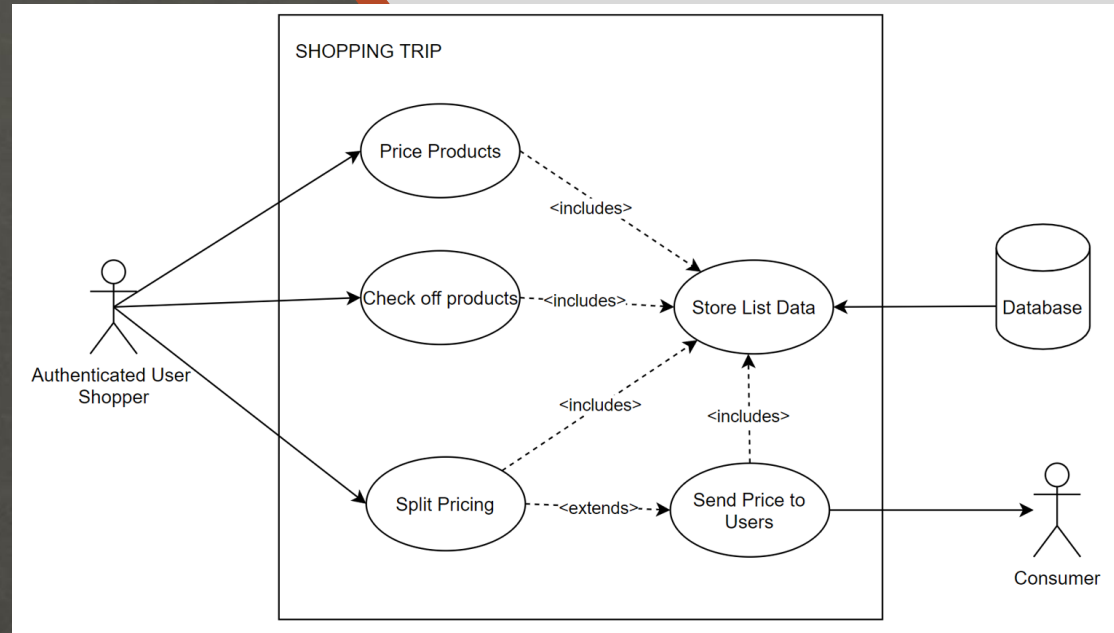 SHOPPING TRIP
Price Products
<includes>
Check off products
<includes>
Store List Data
Database
Authenticated User
Shopper
<includes>
<includes>
Split Pricing
<extends>
Send Price to
Users
Consumer